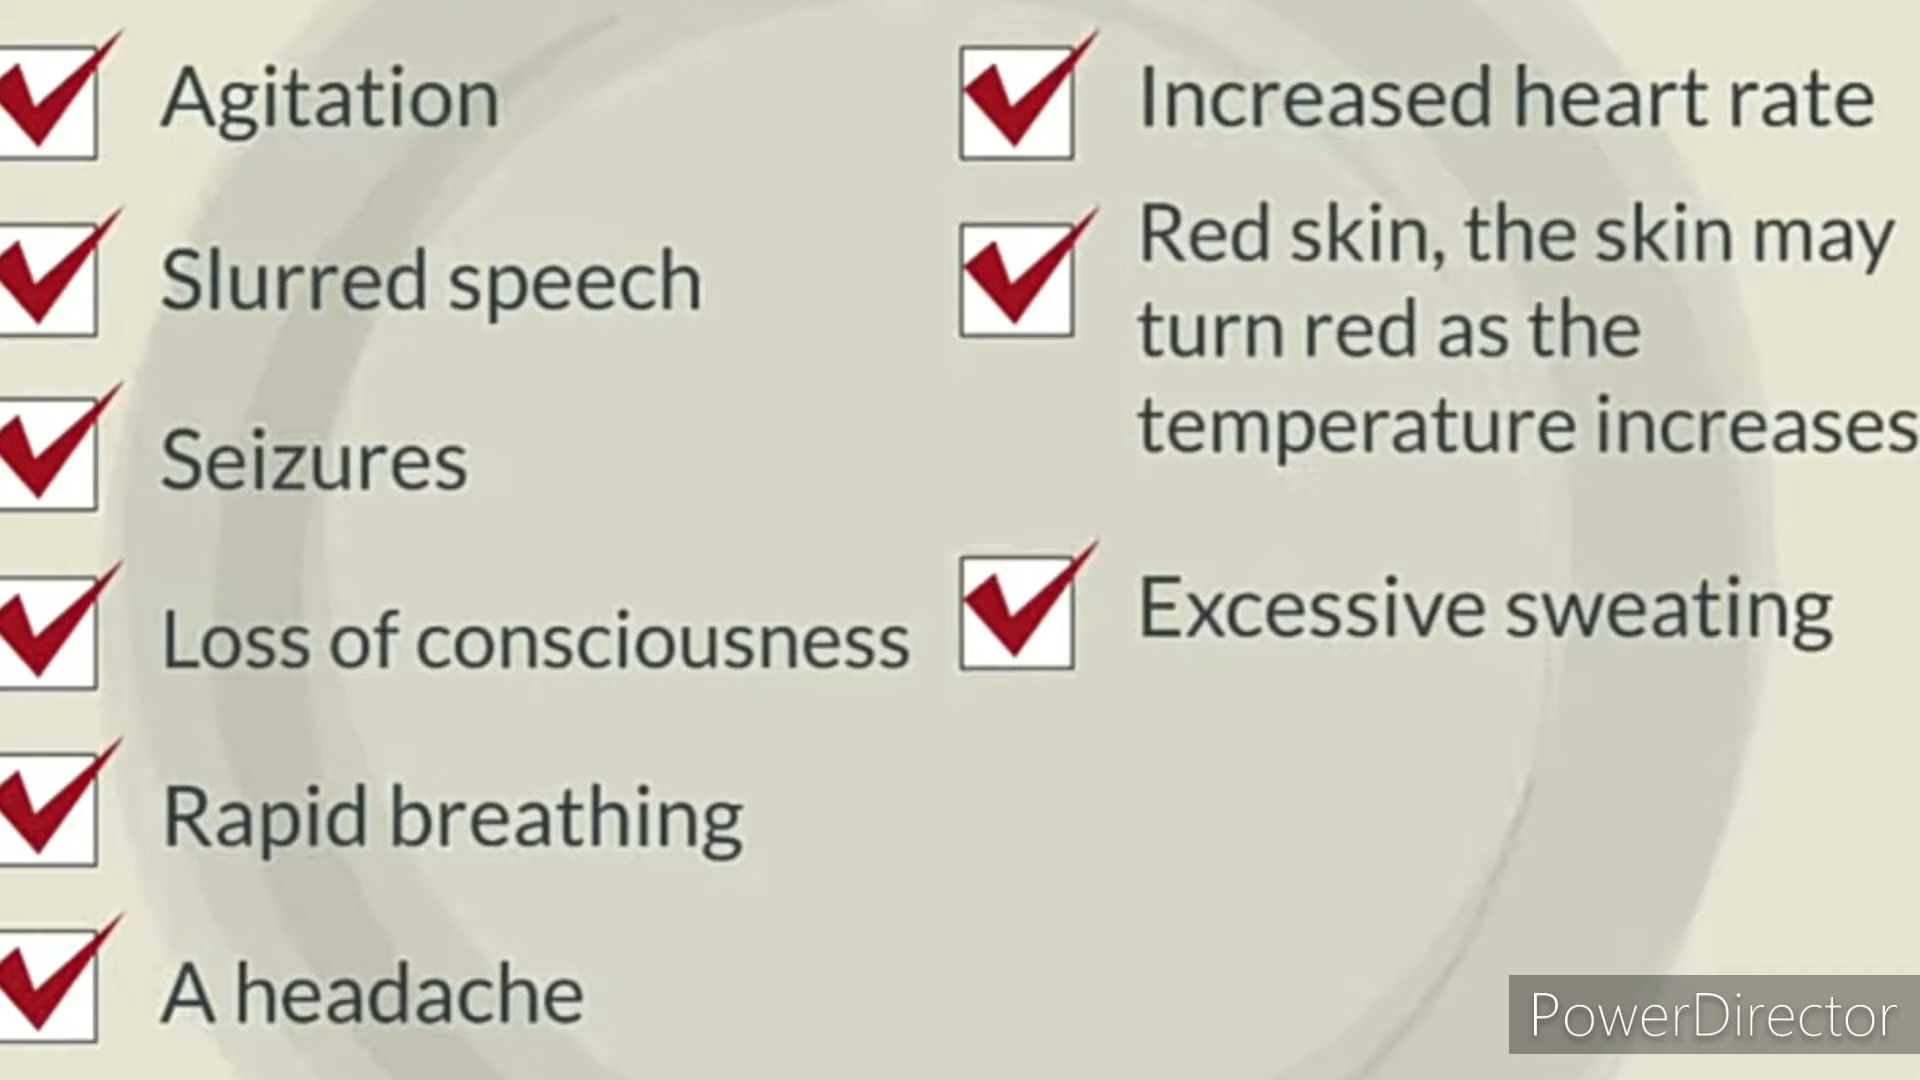 Agitation
Slurred speech
Seizures
Loss of consciousness
Rapid breathing
A headache
Increased heart rate
Red skin, the skin may
turn red as the
temperature increases
Excessive sweating
PowerDirector